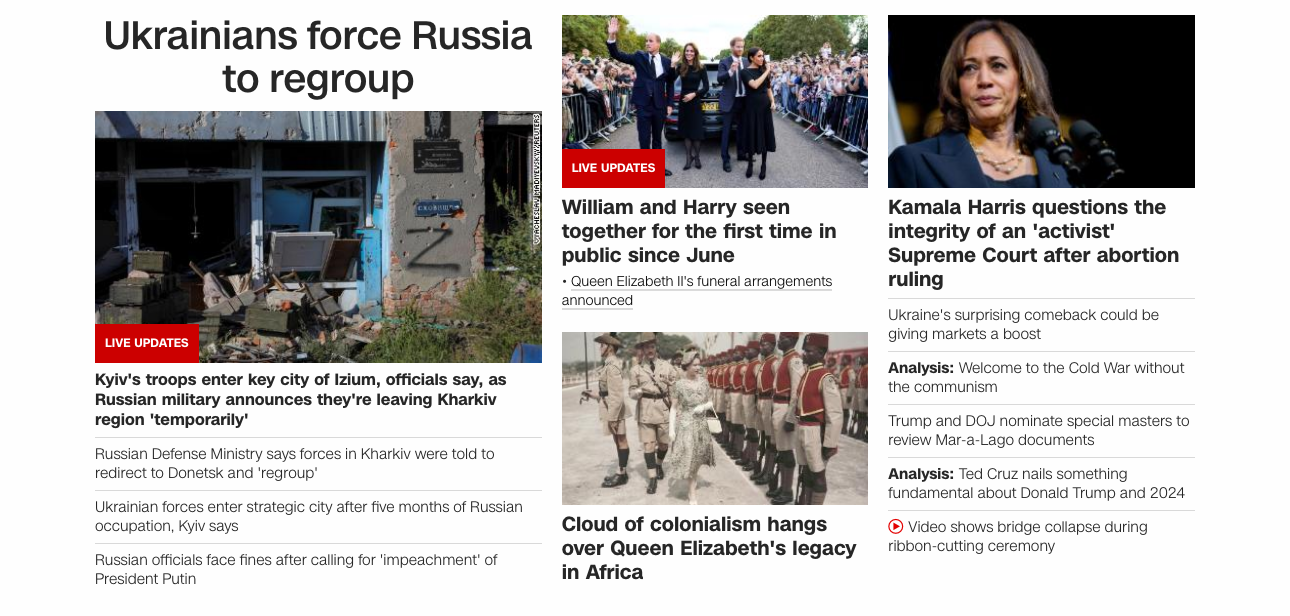 Ukrainians force Russia
to regroup
LIVE UPDATES
Kyiv's troops enter key city of Izium, officials say, as
Russian military announces they're leaving Kharkiv
region 'temporarily'
Russian Defense Ministry says forces in Kharkiv were told to
redirect to Donetsk and 'regroup'
Ukrainian forces enter strategic city after five months of Russian
occupation, Kyiv says
Russian officials face fines after calling for 'impeachment' of
President Putin
LIVE UPDATES
William and Harry seen
together for the first time in
public since June
• Queen Elizabeth II's funeral arrangements
announced
Cloud of colonialism hangs
over Queen Elizabeth's legacy
in Africa
Kamala Harris questions the
integrity of an 'activist'
Supreme Court after abortion
ruling
Ukraine's surprising comeback could be
giving markets a boost
Analysis: Welcome to the Cold War without
the communism
Trump and DOJ nominate special masters to
review Mar-a-Lago documents
Analysis: Ted Cruz nails something
fundamental about Donald Trump and 2024
Video shows bridge collapse during
ribbon-cutting ceremony